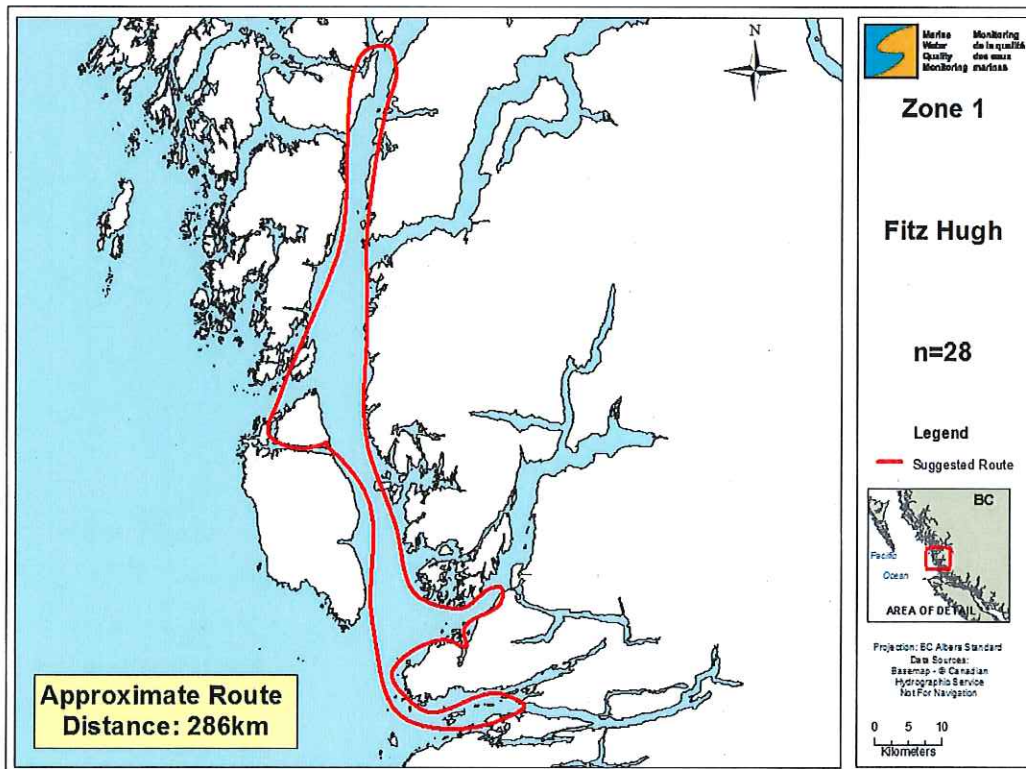 N
Approximate Route
Distance: 286km
Marine
Water
Quality
Monitoring
Monitoring
de la qualité
des eaux
marines
Zone 1
Fitz Hugh
n=28
Legend
Suggested Route
BC
Pacific
Ocean
AREA OF DETAIL
Projection: BC Albers Standard
Data Sources:
Basemap - © Canadian
Hydrographic Service
Not For Navigation
0 5 10
Kilometers